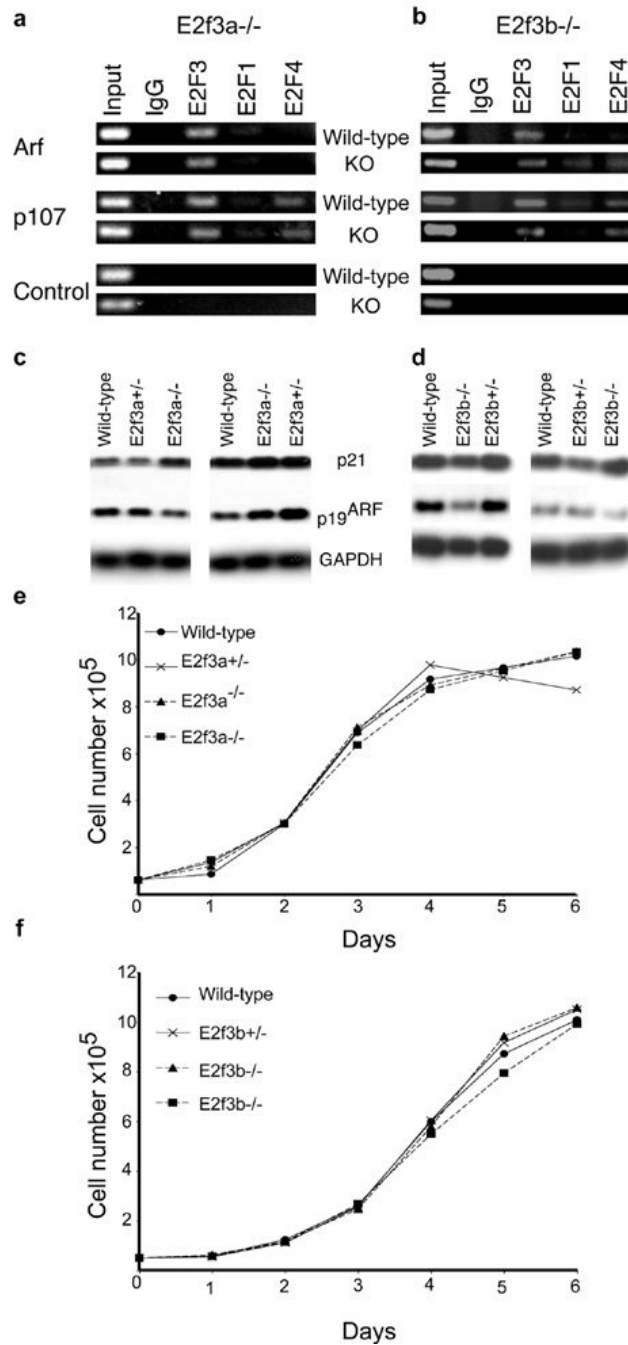 a
E2f3a-/-
b
E2f3b-/-
Input
IgG
E2F3
E2F1
E2F4
Input
IgG
E2F3
E2F1
E2F4
Arf
Wild-type
KO
p107
Wild-type
KO
Control
Wild-type
KO
c
d
Wild-type
E2f3a+/-
E2f3a-/-
Wild-type
E2f3a-/-
E2f3a+/-
Wild-type
E2f3b-/-
E2f3b+/-
Wild-type
E2f3b+/-
E2f3b-/-
p21
p19ARF
GAPDH
e
12
10
8
6
4
2
Cell number x105
Wild-type
E2f3a+/-
E2f3a-/-
E2f3a-/-
0 1 2 3 4 5 6
Days
f
12
10
8
6
4
2
Cell number x105
Wild-type
E2f3b+/-
E2f3b-/-
E2f3b-/-
0 1 2 3 4 5 6
Days